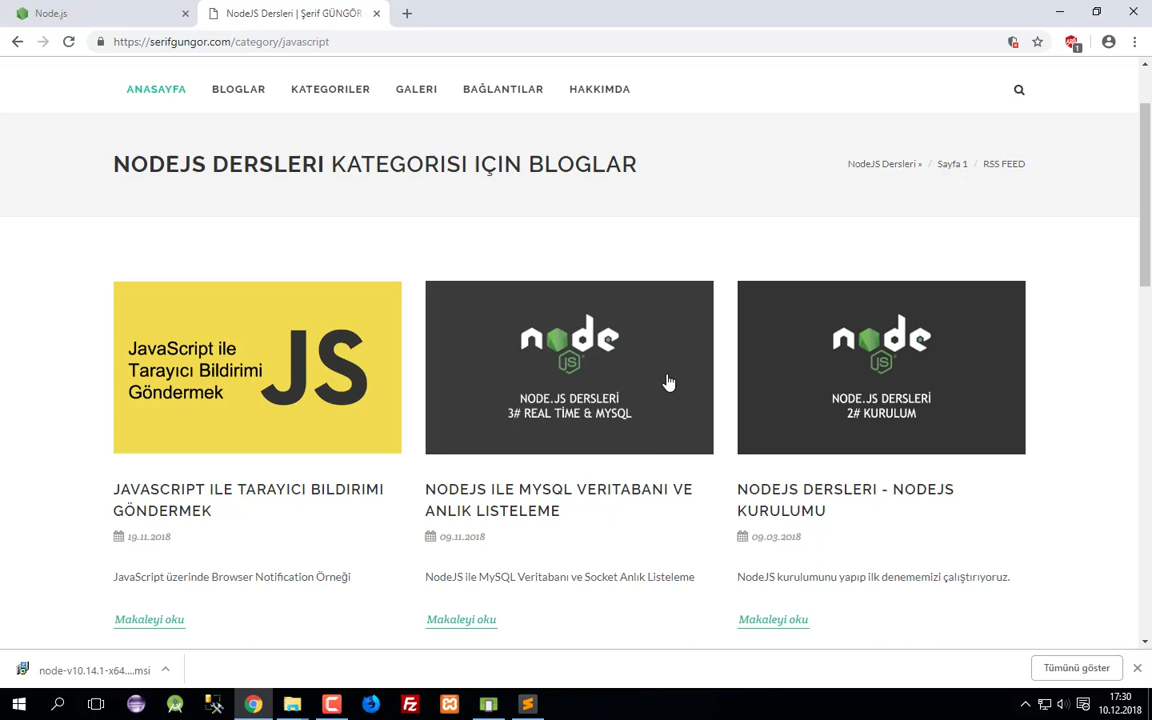 Node.js
NodeJS Dersleri | Şerif GÜNGÖR
https://serifgungor.com/category/javascript
1
ANASAYFA BLOGLAR KATEGORILER GALERI BAĞLANTILAR HAKKIMDA
NODEJS DERSLERI KATEGORISI IÇIN BLOGLAR
NodeJS Dersleri » / Sayfa 1 / RSS FEED
JavaScript ile
Tarayıcı Bildirimi
Göndermek
JS
node
JS
NODE.JS DERSLERİ
3# REAL TİME & MYSQL
node
JS
NODE.JS DERSLERİ
2# KURULUM
JAVASCRIPT ILE TARAYICI BILDIRIMI
GÖNDERMEK
19.11.2018
JavaScript üzerinde Browser Notification Örneği
Makaleyi oku
NODEJS ILE MYSQL VERITABANI VE
ANLIK LISTELEME
09.11.2018
NodeJS ile MySQL Veritabanı ve Socket Anlık Listeleme
Makaleyi oku
NODEJS DERSLERI - NODEJS
KURULUMU
09.03.2018
NodeJS kurulumunu yapıp ilk denememizi çalıştırıyoruz.
Makaleyi oku
node-v10.14.1-x64....msi
Tümünü göster
17:30
10.12.2018